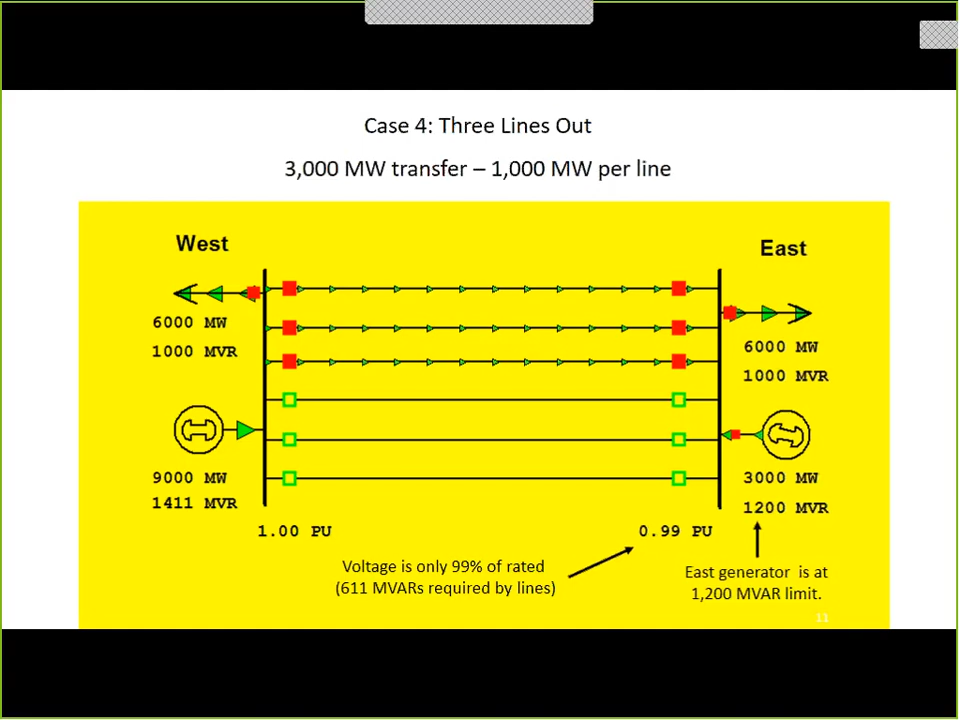 Case 4: Three Lines Out
3,000 MW transfer – 1,000 MW per line
West
East
6000 MW
1000 MVR
6000 MW
1000 MVR
9000 MW
1411 MVR
3000 MW
1200 MVR
1.00 PU
0.99 PU
Voltage is only 99% of rated
(611 MVARs required by lines)
East generator is at
1,200 MVAR limit.
11